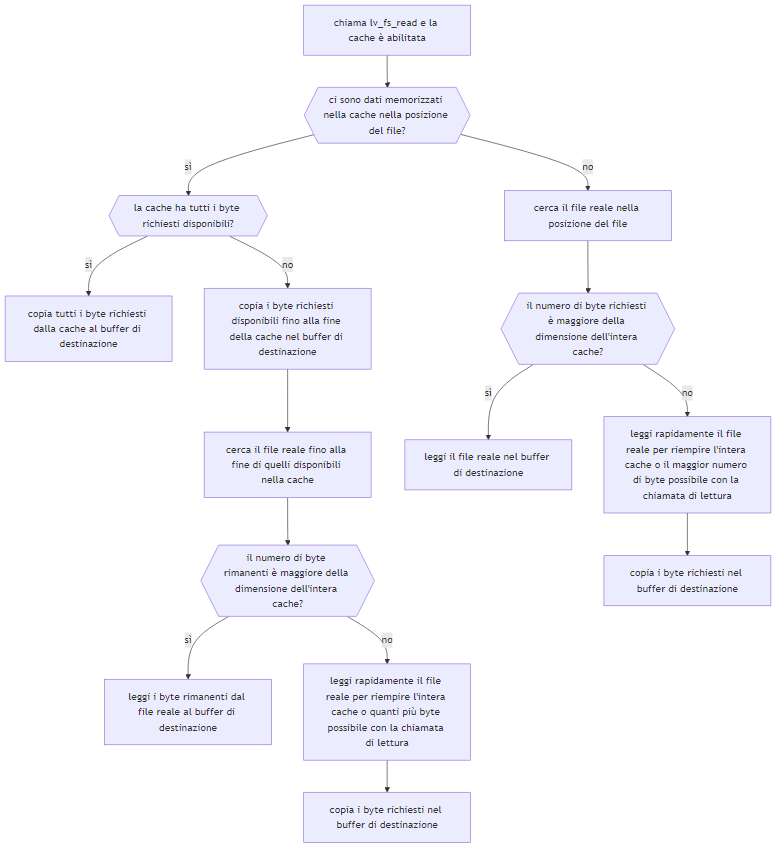 chiama lv_fs_read e la
cache è abilitata
ci sono dati memorizzati
nella cache nella posizione
del file?
sì
no
la cache ha tutti i byte
richiesti disponibili?
cerca il file reale nella
posizione del file
sì
no
copia tutti i byte richiesti
dalla cache al buffer di
destinazione
copia i byte richiesti
disponibili fino alla fine
della cache nel buffer di
destinazione
il numero di byte richiesti
è maggiore della
dimensione dell'intera
cache?
sì
no
cerca il file reale fino alla
fine di quelli disponibili
nella cache
leggi il file reale nel buffer
di destinazione
leggi rapidamente il file
reale per riempire l'intera
cache o il maggior numero
di byte possibile con la
chiamata di lettura
il numero di byte
rimanenti è maggiore della
dimensione dell'intera
cache?
copia i byte richiesti nel
buffer di destinazione
sì
no
leggi i byte rimanenti dal
file reale al buffer di
destinazione
leggi rapidamente il file
reale per riempire l'intera
cache o quanti più byte
possibile con la chiamata
di lettura
copia i byte richiesti nel
buffer di destinazione